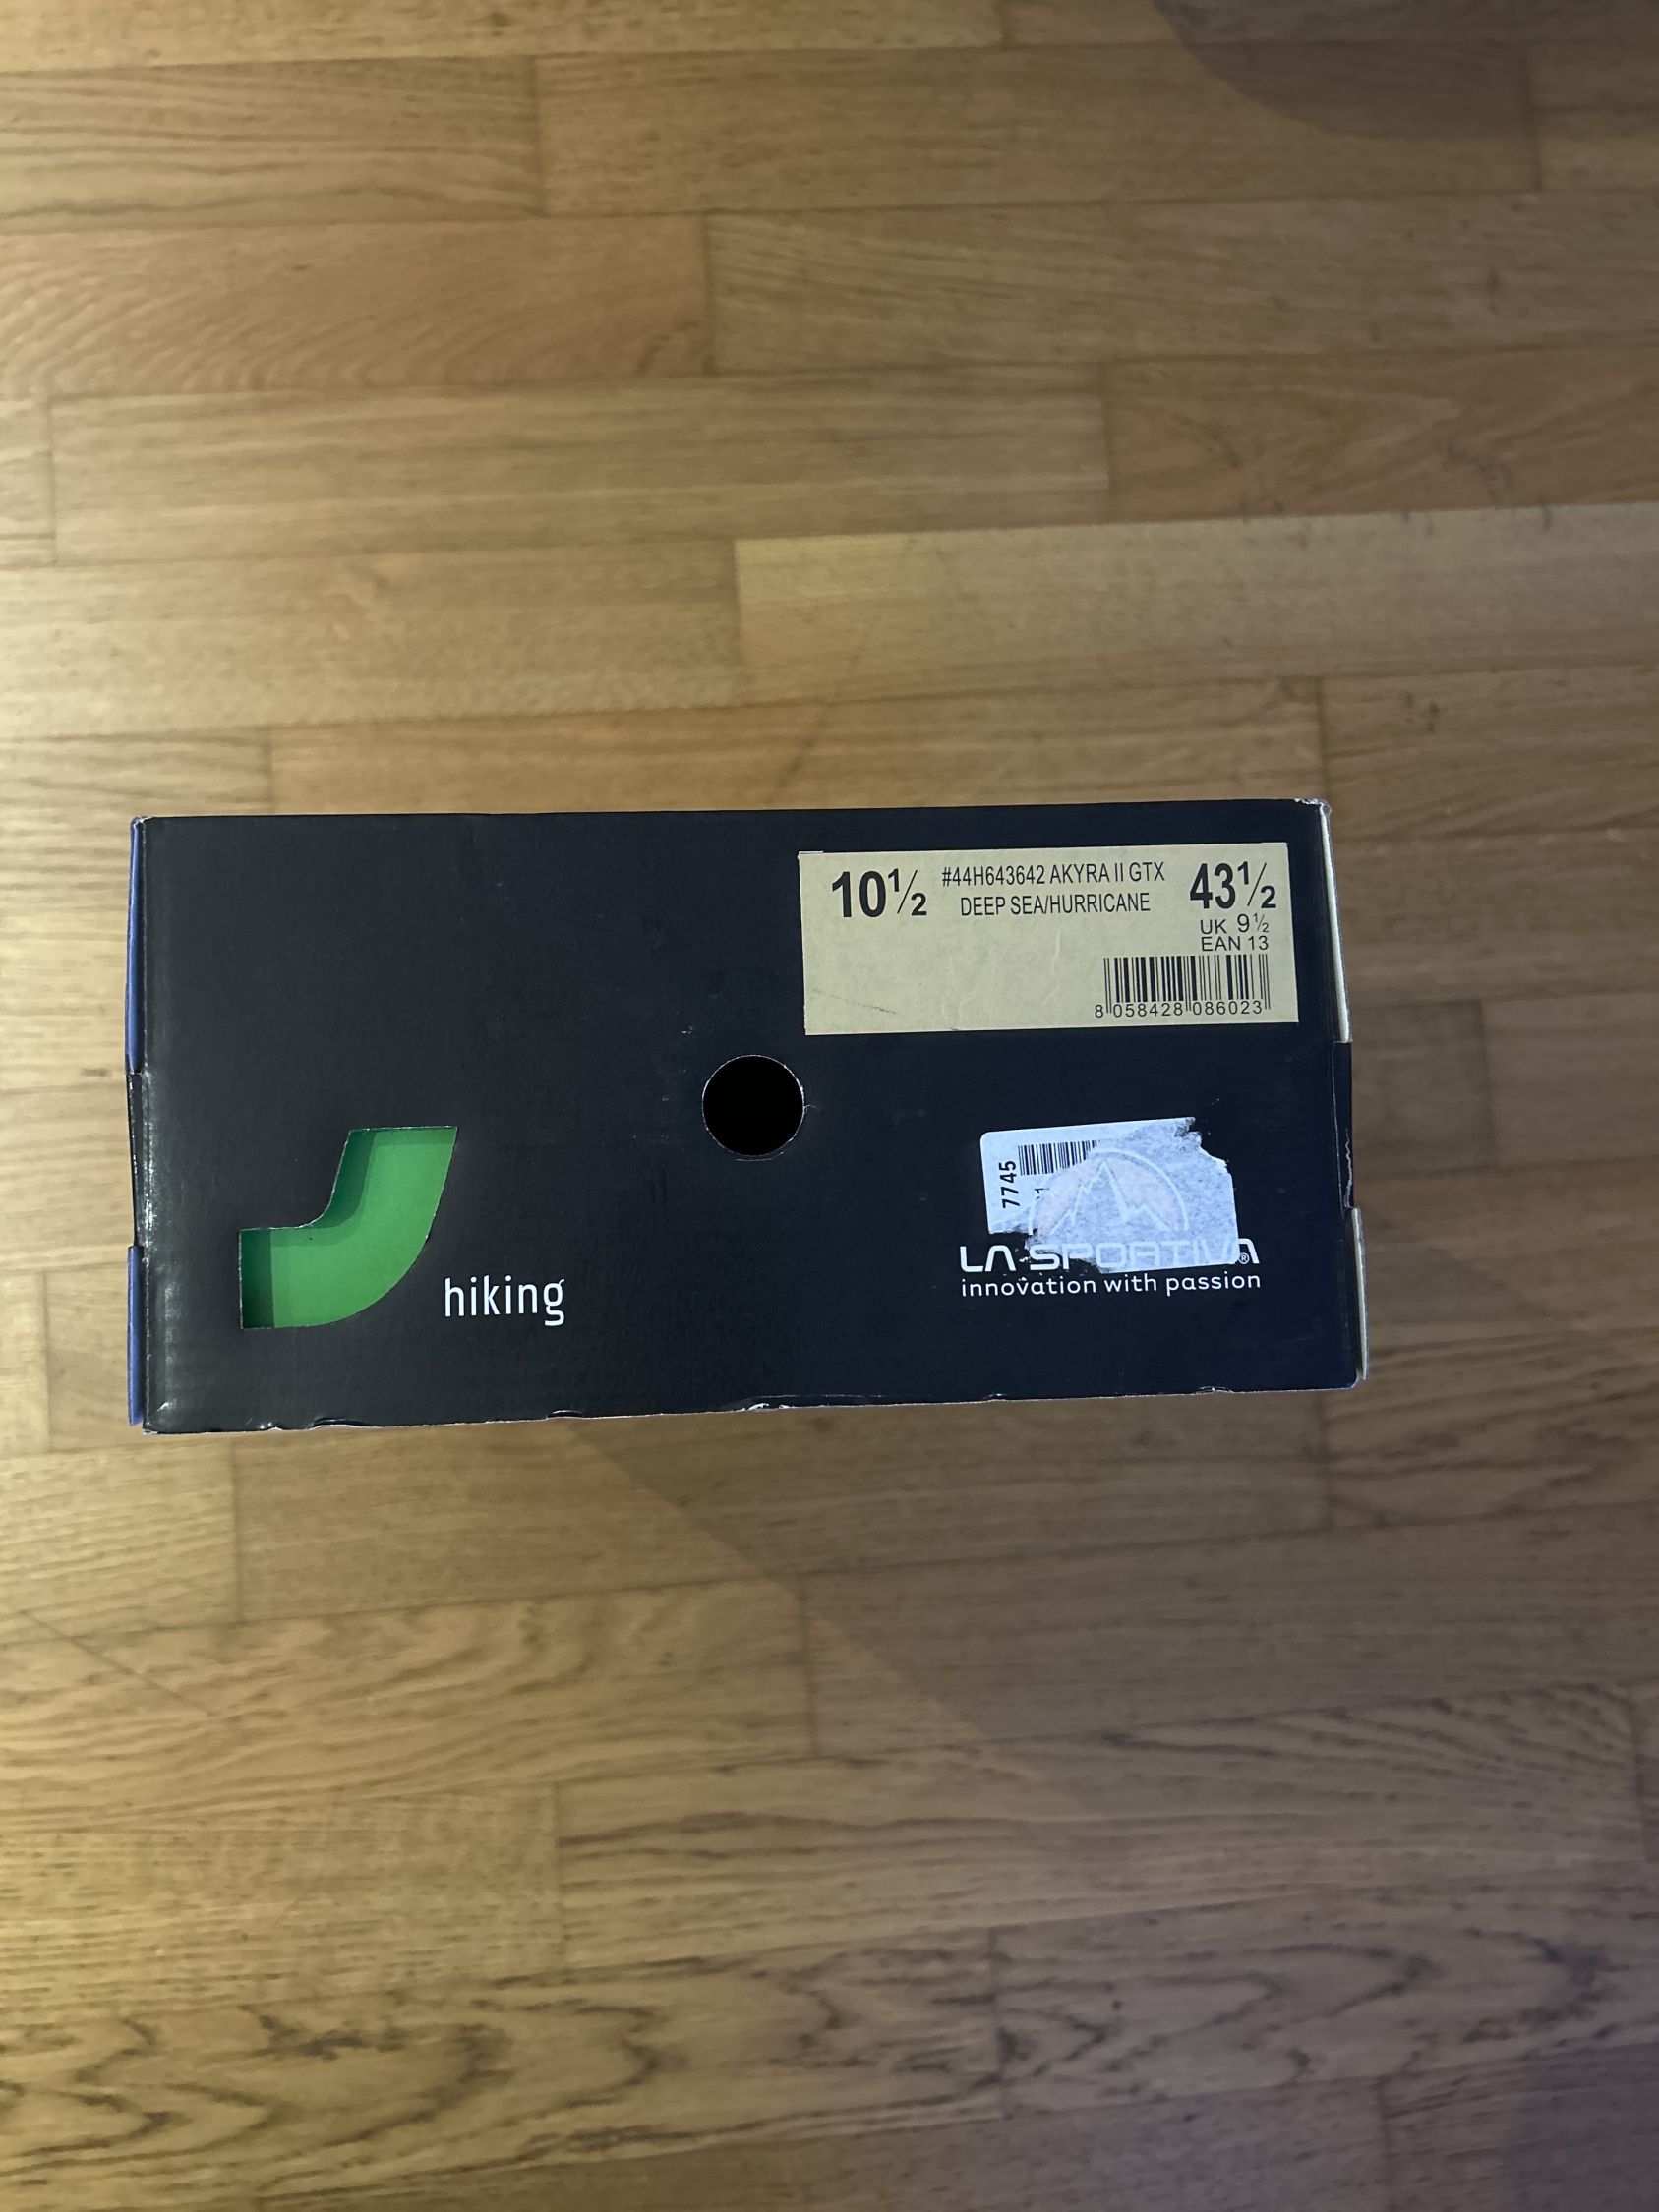 10½ #44H643642 AKYRA II GTX 43½
DEEP SEA/HURRICANE
UK 9½
EAN 13
8 058428 086023
7745
hiking
LA SPORTIVA®
innovation with passion